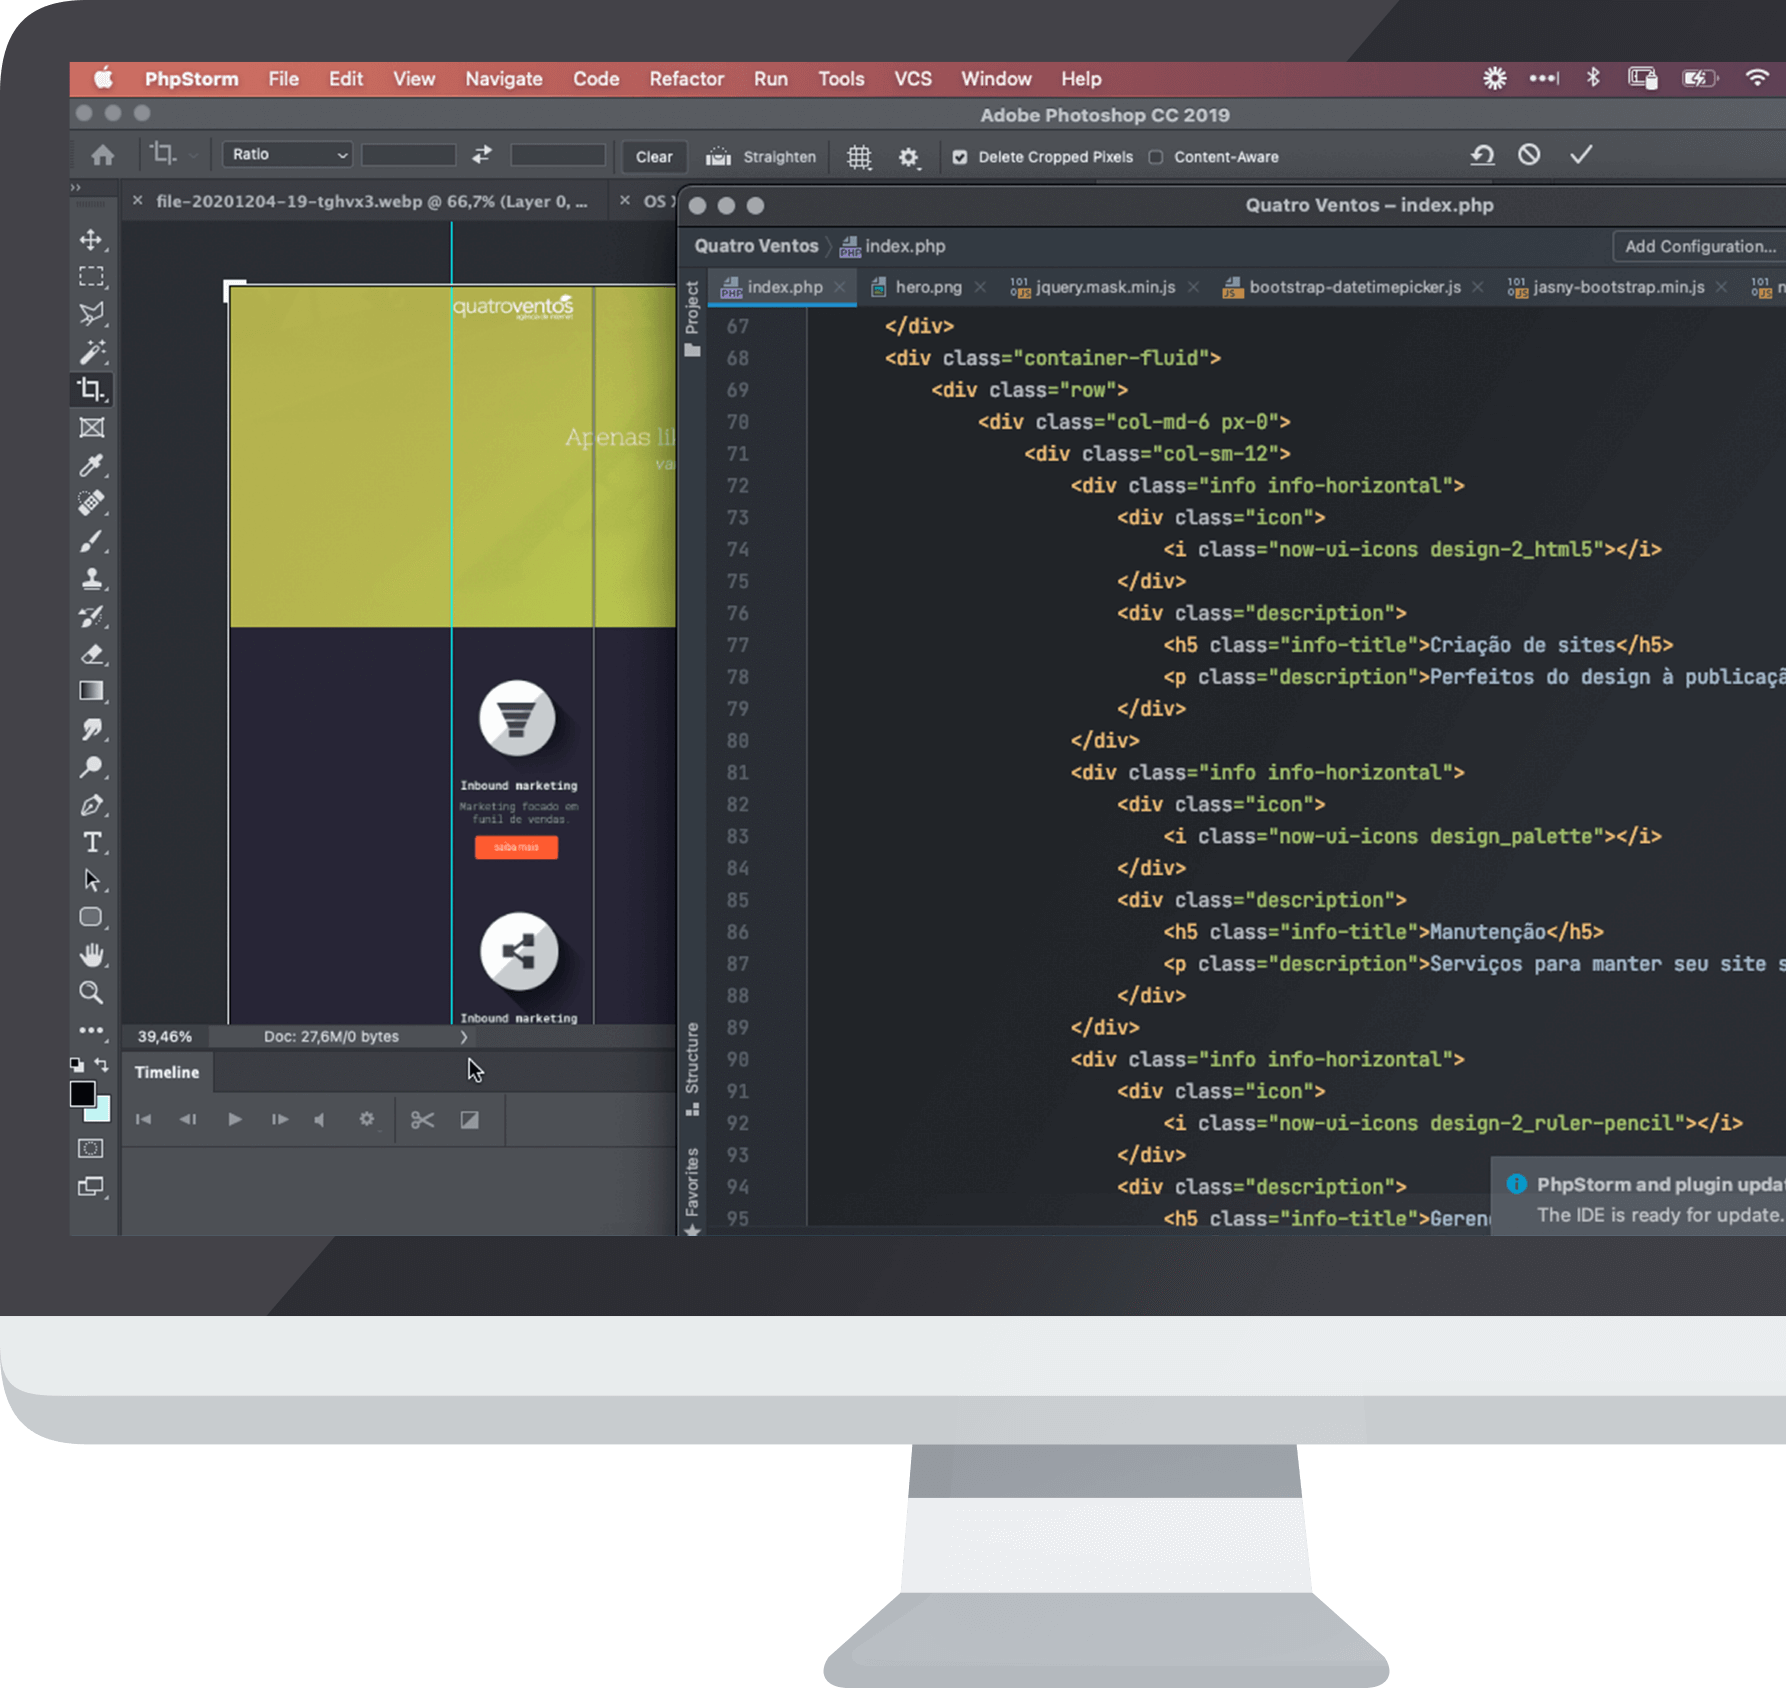 PhpStorm File Edit View Navigate Code Refactor Run Tools VCS Window Help
Adobe Photoshop CC 2019
Ratio Clear Straighten Delete Cropped Pixels Content-Aware
file-20201204-19-tghvx3.webp @ 66,7% (Layer 0, ...
OS
quatroventos
agência de internet
Apenas
Inbound marketing
Marketing focado em
funil de vendas.
saiba mais
Inbound marketing
39,46% Doc: 27,6M/0 bytes
Timeline
Quatro Ventos – index.php
Quatro Ventos index.php Add Configuration...
index.php hero.png jquery.mask.min.js bootstrap-datetimepicker.js jasny-bootstrap.min.js
Project
Structure
Favorites
67 </div>
68 <div class="container-fluid">
69 <div class="row">
70 <div class="col-md-6 px-0">
71 <div class="col-sm-12">
72 <div class="info info-horizontal">
73 <div class="icon">
74 <i class="now-ui-icons design-2_html5"></i>
75 </div>
76 <div class="description">
77 <h5 class="info-title">Criação de sites</h5>
78 <p class="description">Perfeitos do design à publicaçã
79 </div>
80 </div>
81 <div class="info info-horizontal">
82 <div class="icon">
83 <i class="now-ui-icons design_palette"></i>
84 </div>
85 <div class="description">
86 <h5 class="info-title">Manutenção</h5>
87 <p class="description">Serviços para manter seu site s
88 </div>
89 </div>
90 <div class="info info-horizontal">
91 <div class="icon">
92 <i class="now-ui-icons design-2_ruler-pencil"></i>
93 </div>
94 <div class="description">
95 <h5 class="info-title">Geren
PhpStorm and plugin upda
The IDE is ready for update.